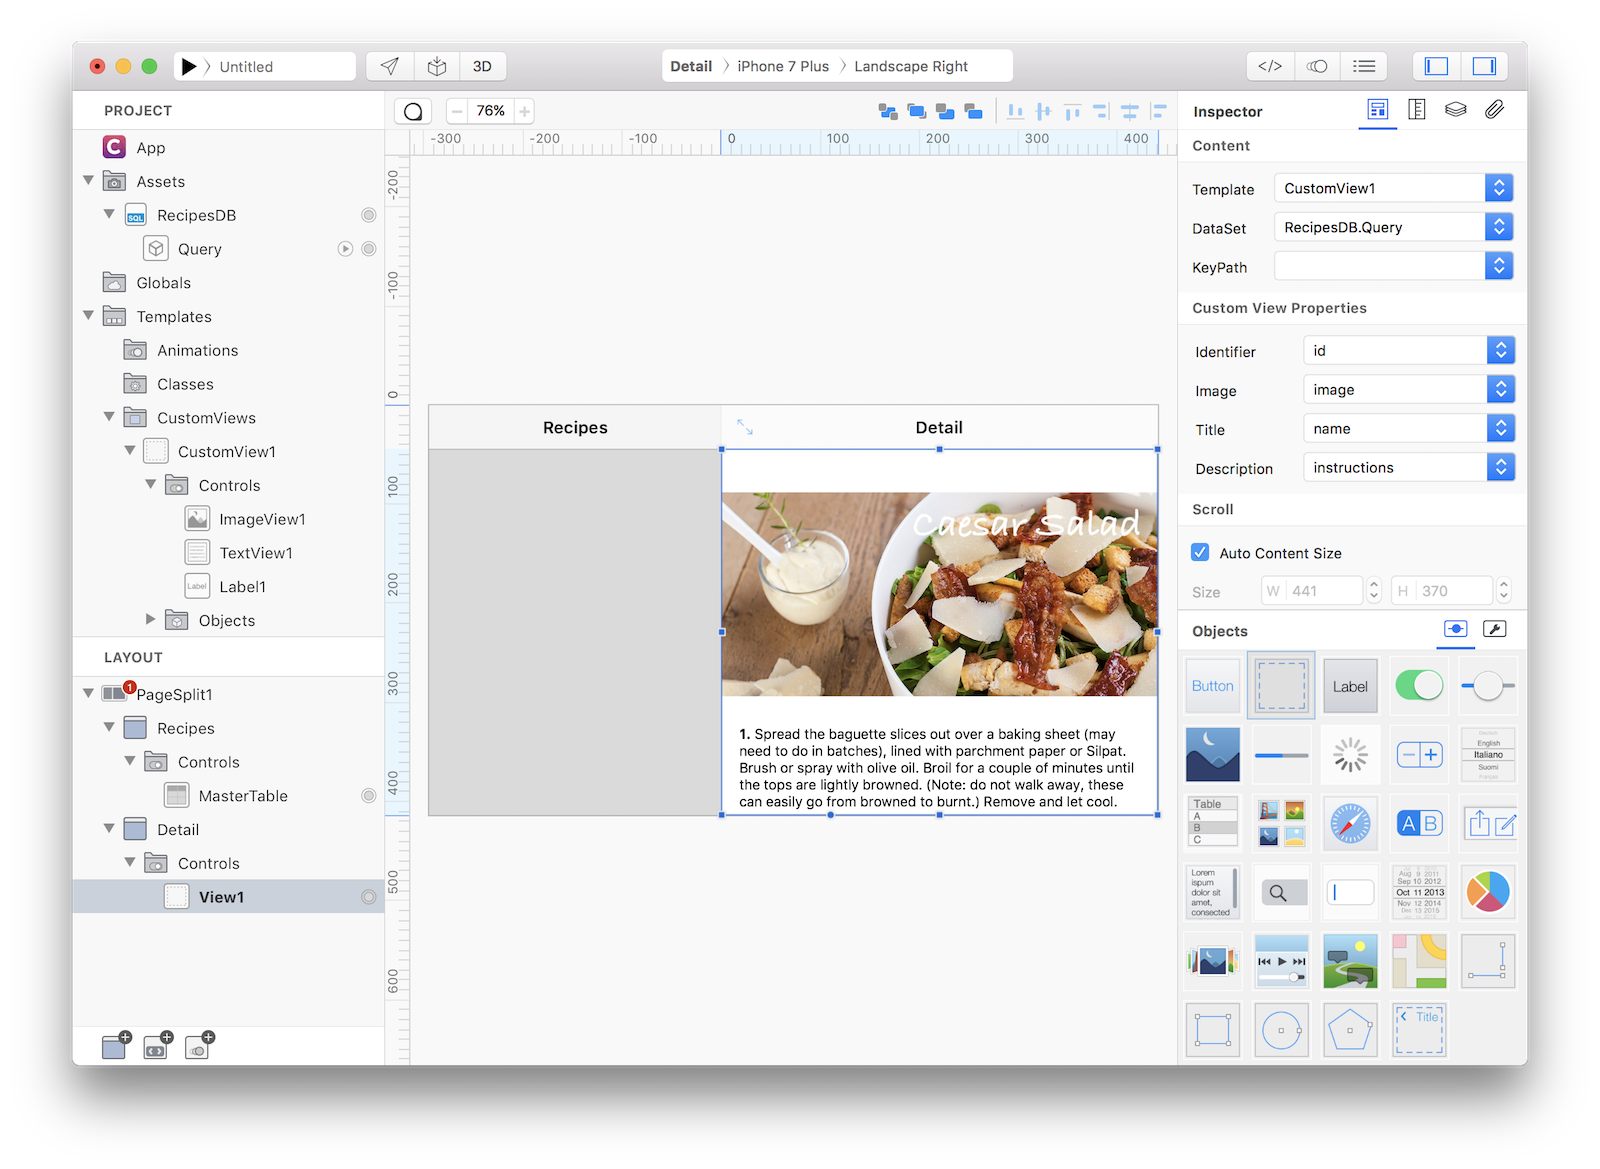 Untitled
3D
Detail
iPhone 7 Plus
Landscape Right
</>
PROJECT
C
App
Assets
SQL
RecipesDB
Query
Globals
Templates
Animations
Classes
CustomViews
CustomView1
Controls
ImageView1
TextView1
Label
Label1
Objects
LAYOUT
1
PageSplit1
Recipes
Controls
MasterTable
Detail
Controls
View1
76%
-300 -200 -100 0 100 200 300 400
-200
-100
0
100
200
300
400
500
600
Recipes
Detail
Caesar Salad
1. Spread the baguette slices out over a baking sheet (may
need to do in batches), lined with parchment paper or Silpat.
Brush or spray with olive oil. Broil for a couple of minutes until
the tops are lightly browned. (Note: do not walk away, these
can easily go from browned to burnt.) Remove and let cool.
Inspector
Content
Template CustomView1
DataSet RecipesDB.Query
KeyPath
Custom View Properties
Identifier id
Image image
Title name
Description instructions
Scroll
Auto Content Size
Size W 441 H 370
Objects
Button
Label
Deutsch
English
Italiano
Suomi
Français
Table
A
B
C
A B
Lorem
ispum
dolor sit
amet,
consected
Aug 9 2011
Sep 10 2012
Oct 11 2013
Nov 12 2014
Dec 13 2015
Title